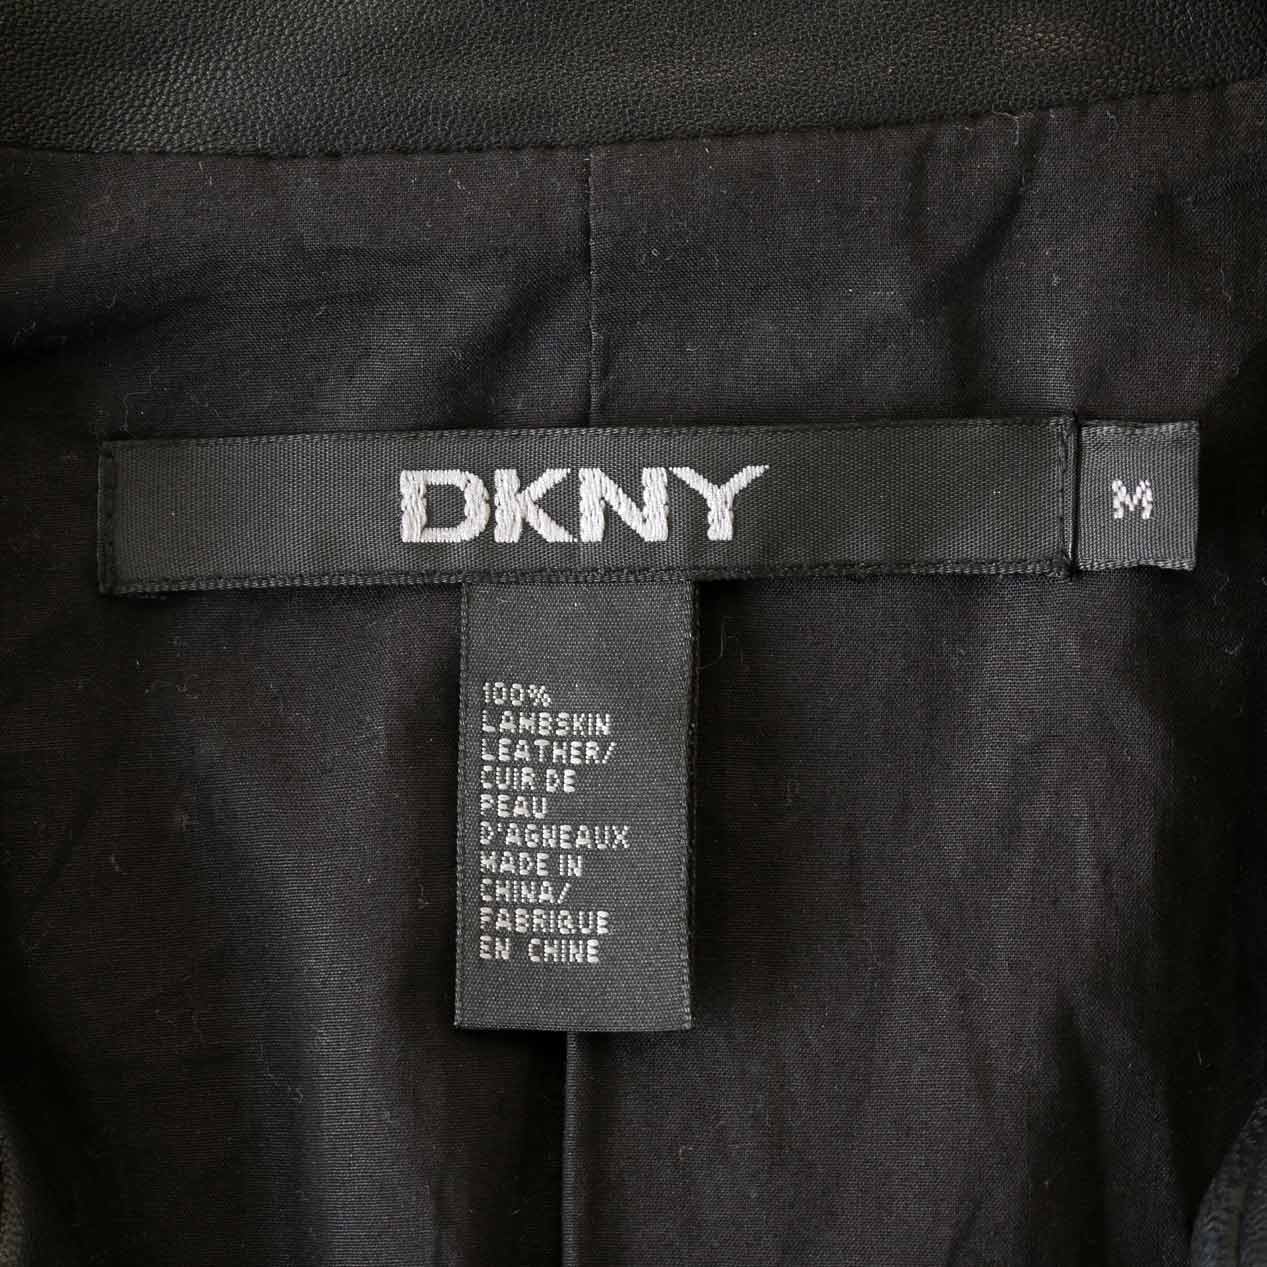 DKNY
M
100%
LAMBSKIN
LEATHER/
CUIR DE
PEAU
D'AGNEAUX
MADE IN
CHINA/
FABRIQUE
EN CHINE